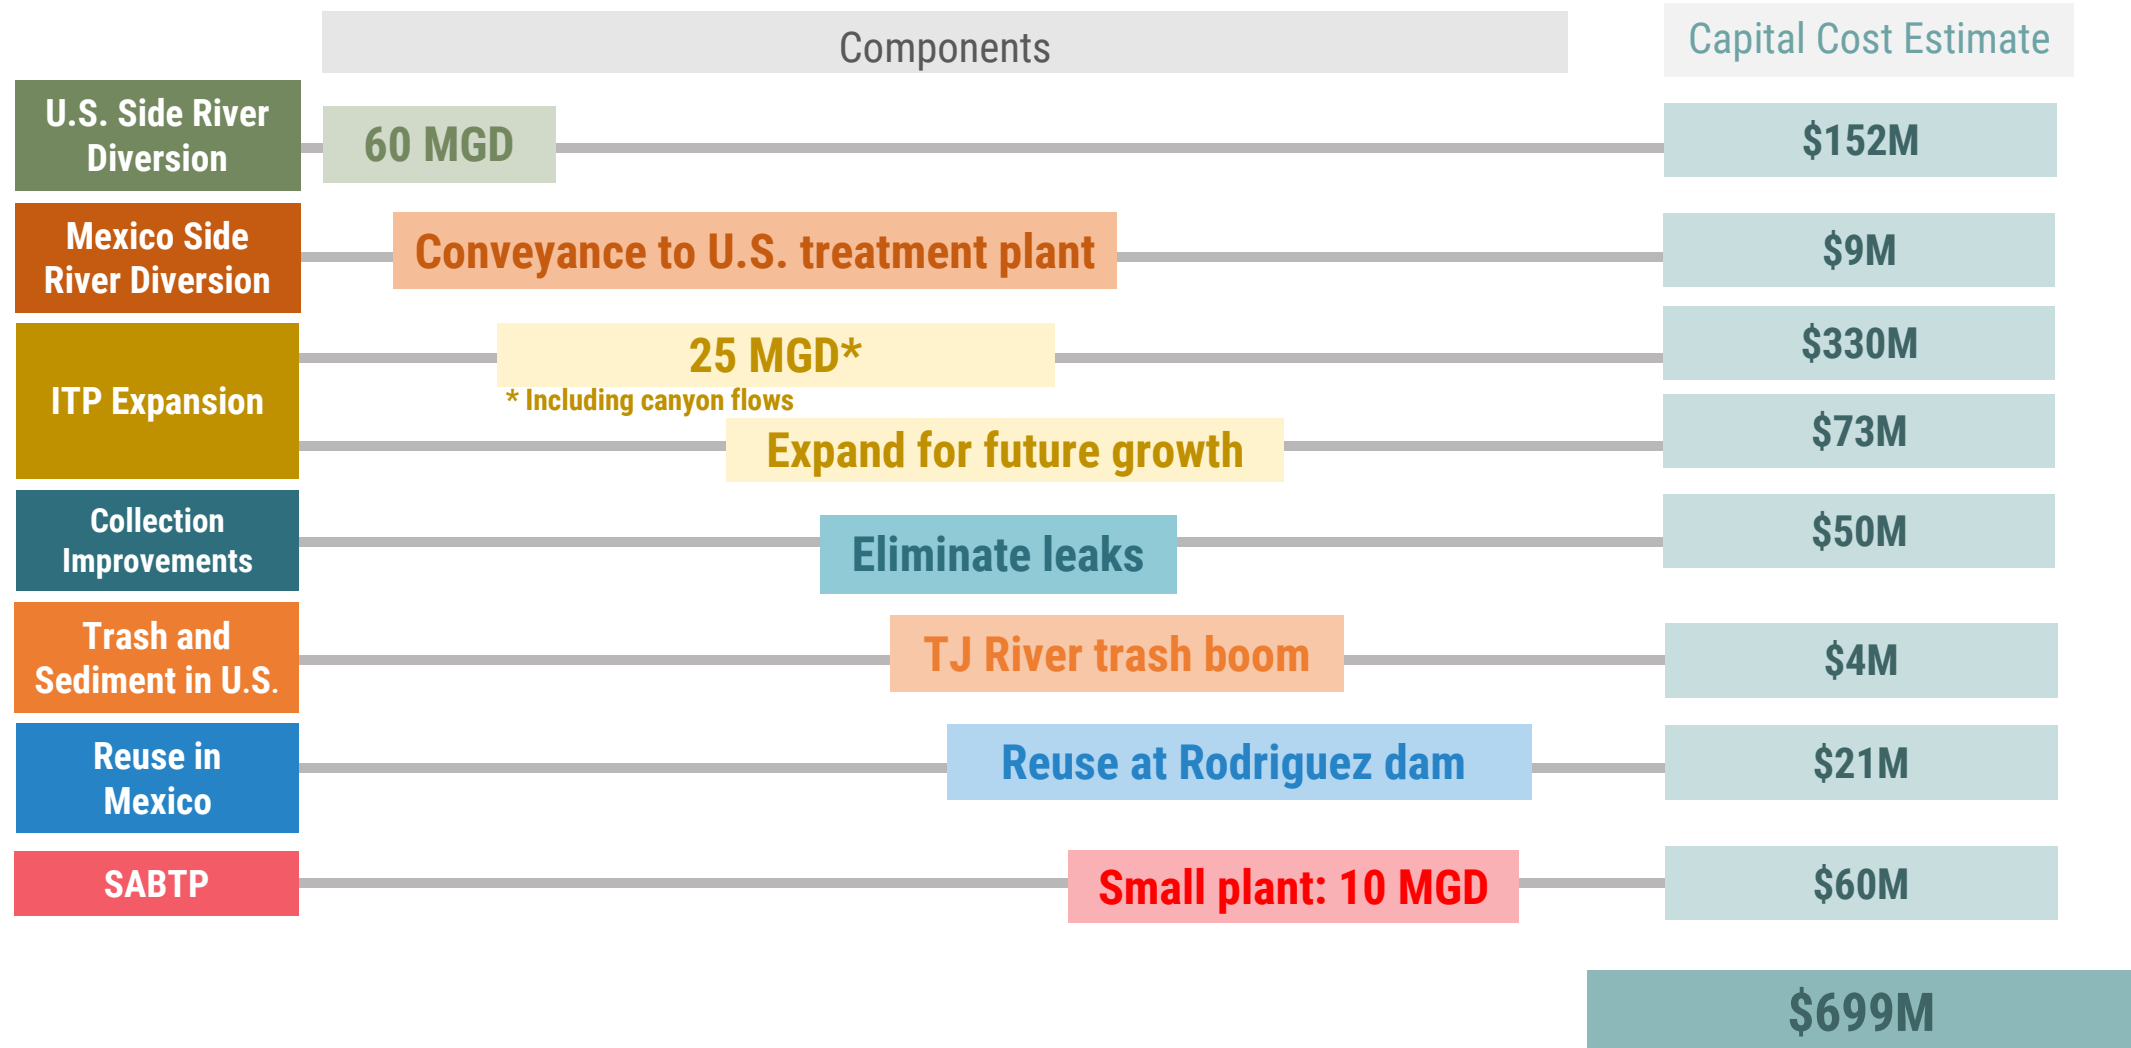 Components
Capital Cost Estimate
U.S. Side River
Diversion
60 MGD
$152M
Mexico Side
River Diversion
Conveyance to U.S. treatment plant
$9M
ITP Expansion
25 MGD*
$330M
* Including canyon flows
Expand for future growth
$73M
Collection
Improvements
Eliminate leaks
$50M
Trash and
Sediment in U.S.
TJ River trash boom
$4M
Reuse in
Mexico
Reuse at Rodriguez dam
$21M
SABTP
Small plant: 10 MGD
$60M
$699M